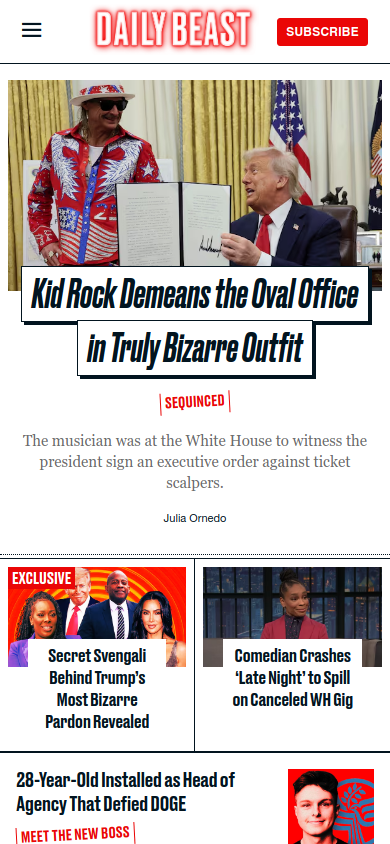 DAILY BEAST
SUBSCRIBE
Kid Rock Demeans the Oval Office
in Truly Bizarre Outfit
SEQUINCED
The musician was at the White House to witness the
president sign an executive order against ticket
scalpers.
Julia Ornedo
EXCLUSIVE
Secret Svengali
Behind Trump’s
Most Bizarre
Pardon Revealed
Comedian Crashes
‘Late Night’ to Spill
on Canceled WH Gig
28-Year-Old Installed as Head of
Agency That Defied DOGE
MEET THE NEW BOSS